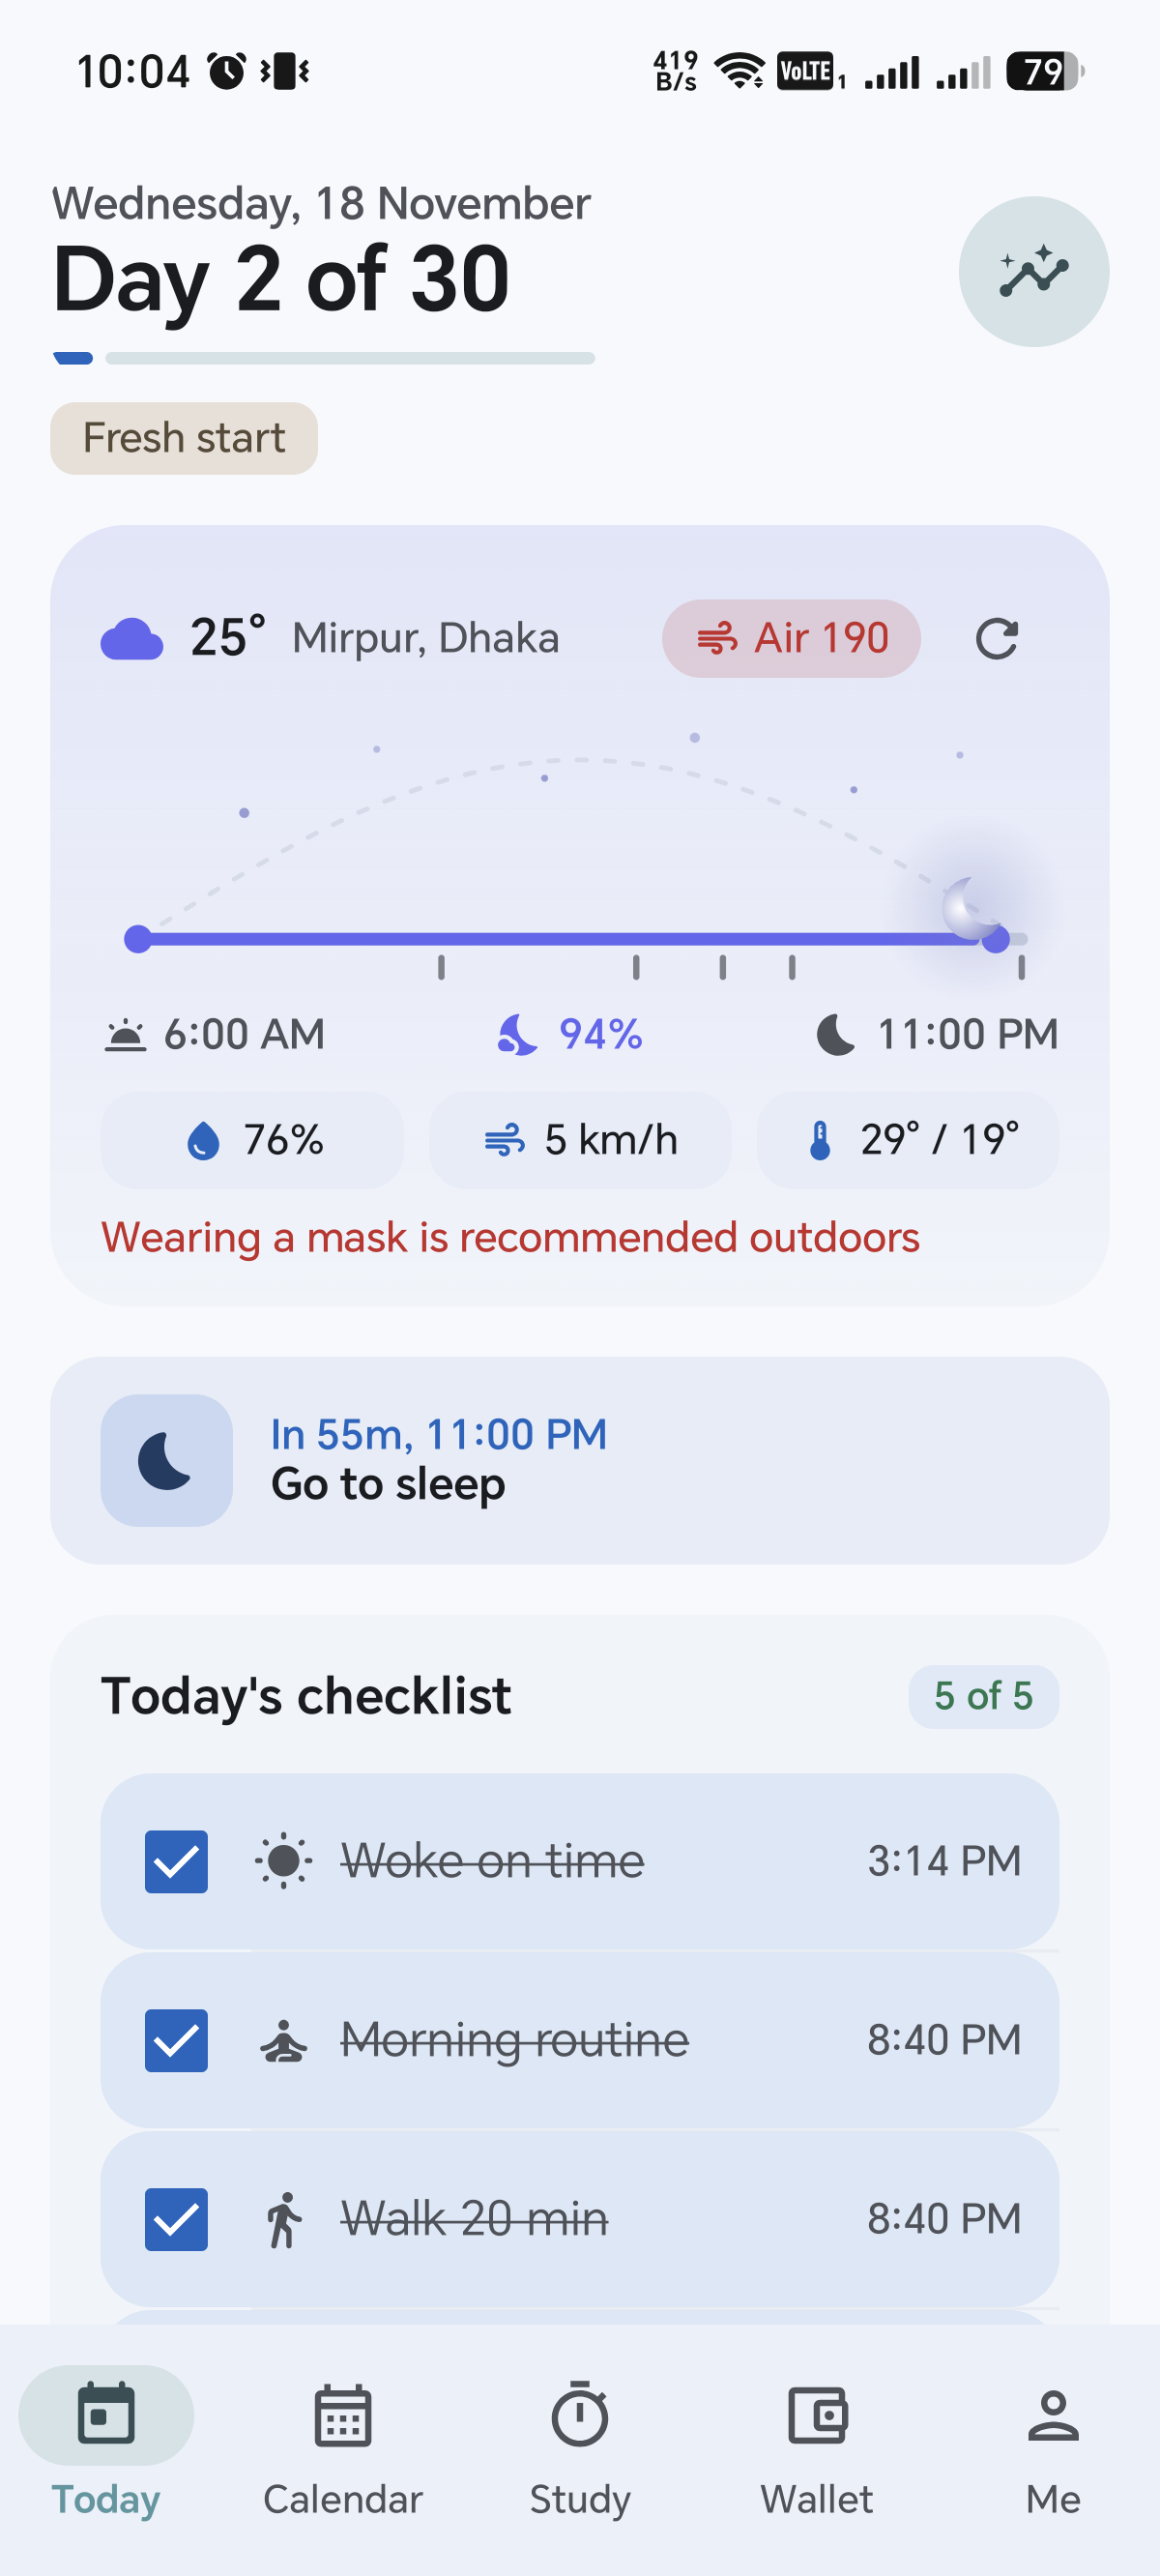 10:04
419 B/s
VoLTE 1
79
Wednesday, 18 November
Day 2 of 30
Fresh start
25° Mirpur, Dhaka
Air 190
6:00 AM
94%
11:00 PM
76%
5 km/h
29° / 19°
Wearing a mask is recommended outdoors
In 55m, 11:00 PM
Go to sleep
Today's checklist
5 of 5
Woke on time
3:14 PM
Morning routine
8:40 PM
Walk 20 min
8:40 PM
Today
Calendar
Study
Wallet
Me